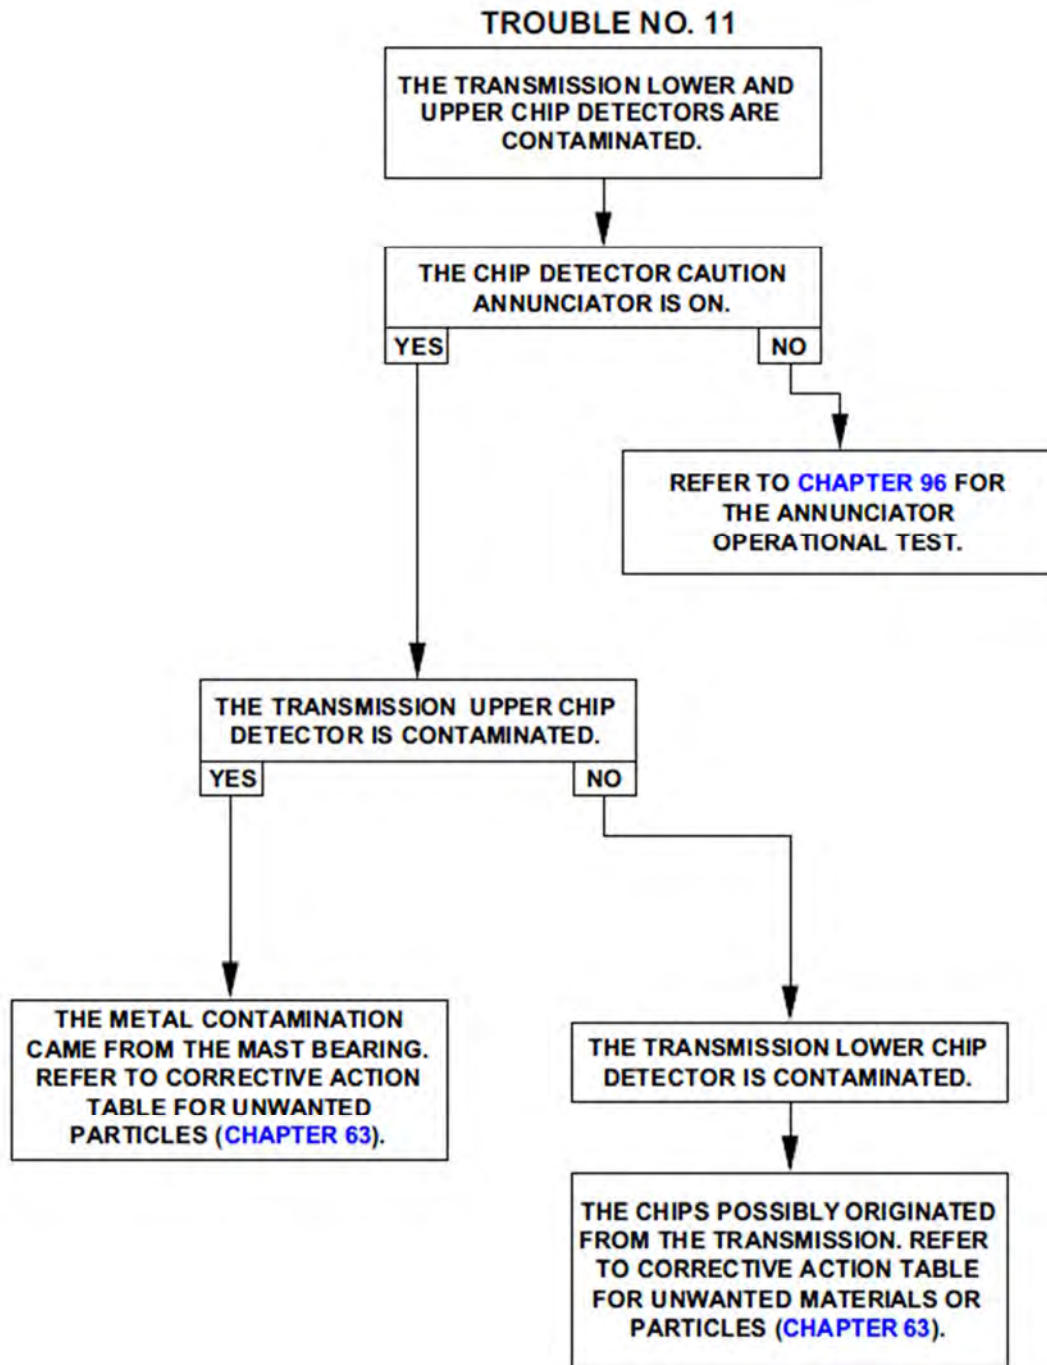 TROUBLE NO. 11
THE TRANSMISSION LOWER AND
UPPER CHIP DETECTORS ARE
CONTAMINATED.
THE CHIP DETECTOR CAUTION
ANNUNCIATOR IS ON.
YES
NO
REFER TO CHAPTER 96 FOR
THE ANNUNCIATOR
OPERATIONAL TEST.
THE TRANSMISSION UPPER CHIP
DETECTOR IS CONTAMINATED.
YES
NO
THE METAL CONTAMINATION
CAME FROM THE MAST BEARING.
REFER TO CORRECTIVE ACTION
TABLE FOR UNWANTED
PARTICLES (CHAPTER 63).
THE TRANSMISSION LOWER CHIP
DETECTOR IS CONTAMINATED.
THE CHIPS POSSIBLY ORIGINATED
FROM THE TRANSMISSION. REFER
TO CORRECTIVE ACTION TABLE
FOR UNWANTED MATERIALS OR
PARTICLES (CHAPTER 63).